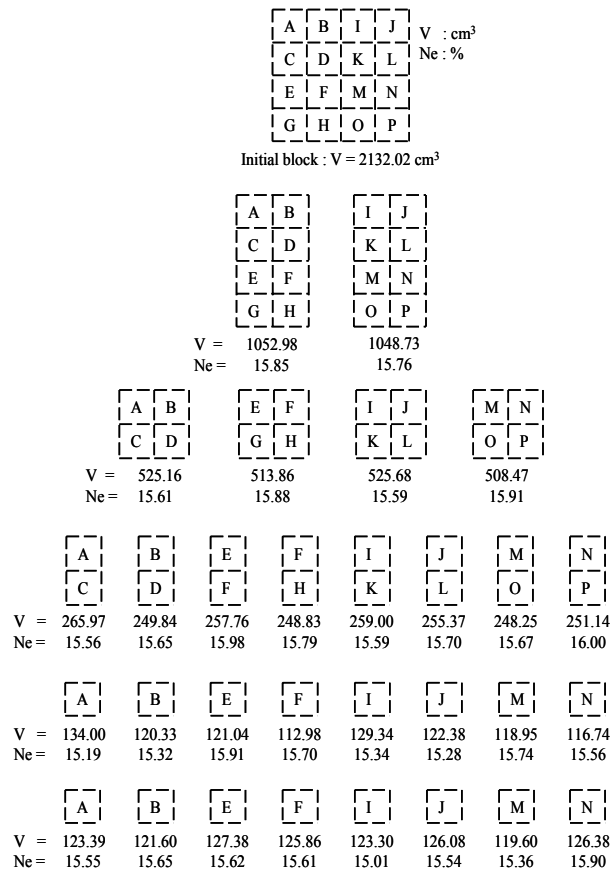 A B I J V : cm³
C D K L Ne : %
E F M N
G H O P
Initial block : V = 2132.02 cm³
A B I J
C D K L
E F M N
G H O P
V = 1052.98 1048.73
Ne = 15.85 15.76
A B E F I J M N
C D G H K L O P
V = 525.16 513.86 525.68 508.47
Ne = 15.61 15.88 15.59 15.91
A B E F I J M N
C D F H K L O P
V = 265.97 249.84 257.76 248.83 259.00 255.37 248.25 251.14
Ne = 15.56 15.65 15.98 15.79 15.59 15.70 15.67 16.00
A B E F I J M N
V = 134.00 120.33 121.04 112.98 129.34 122.38 118.95 116.74
Ne = 15.19 15.32 15.91 15.70 15.34 15.28 15.74 15.56
A B E F I J M N
V = 123.39 121.60 127.38 125.86 123.30 126.08 119.60 126.38
Ne = 15.55 15.65 15.62 15.61 15.01 15.54 15.36 15.90